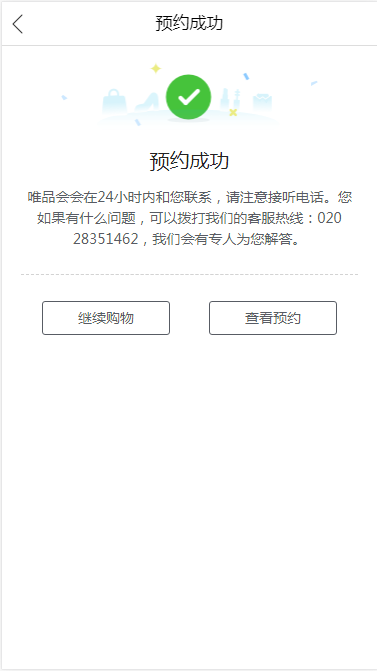 预约成功
预约成功
唯品会会在24小时内和您联系，请注意接听电话。您
如果有什么问题，可以拨打我们的客服热线：020
28351462，我们会有专人为您解答。
继续购物
查看预约